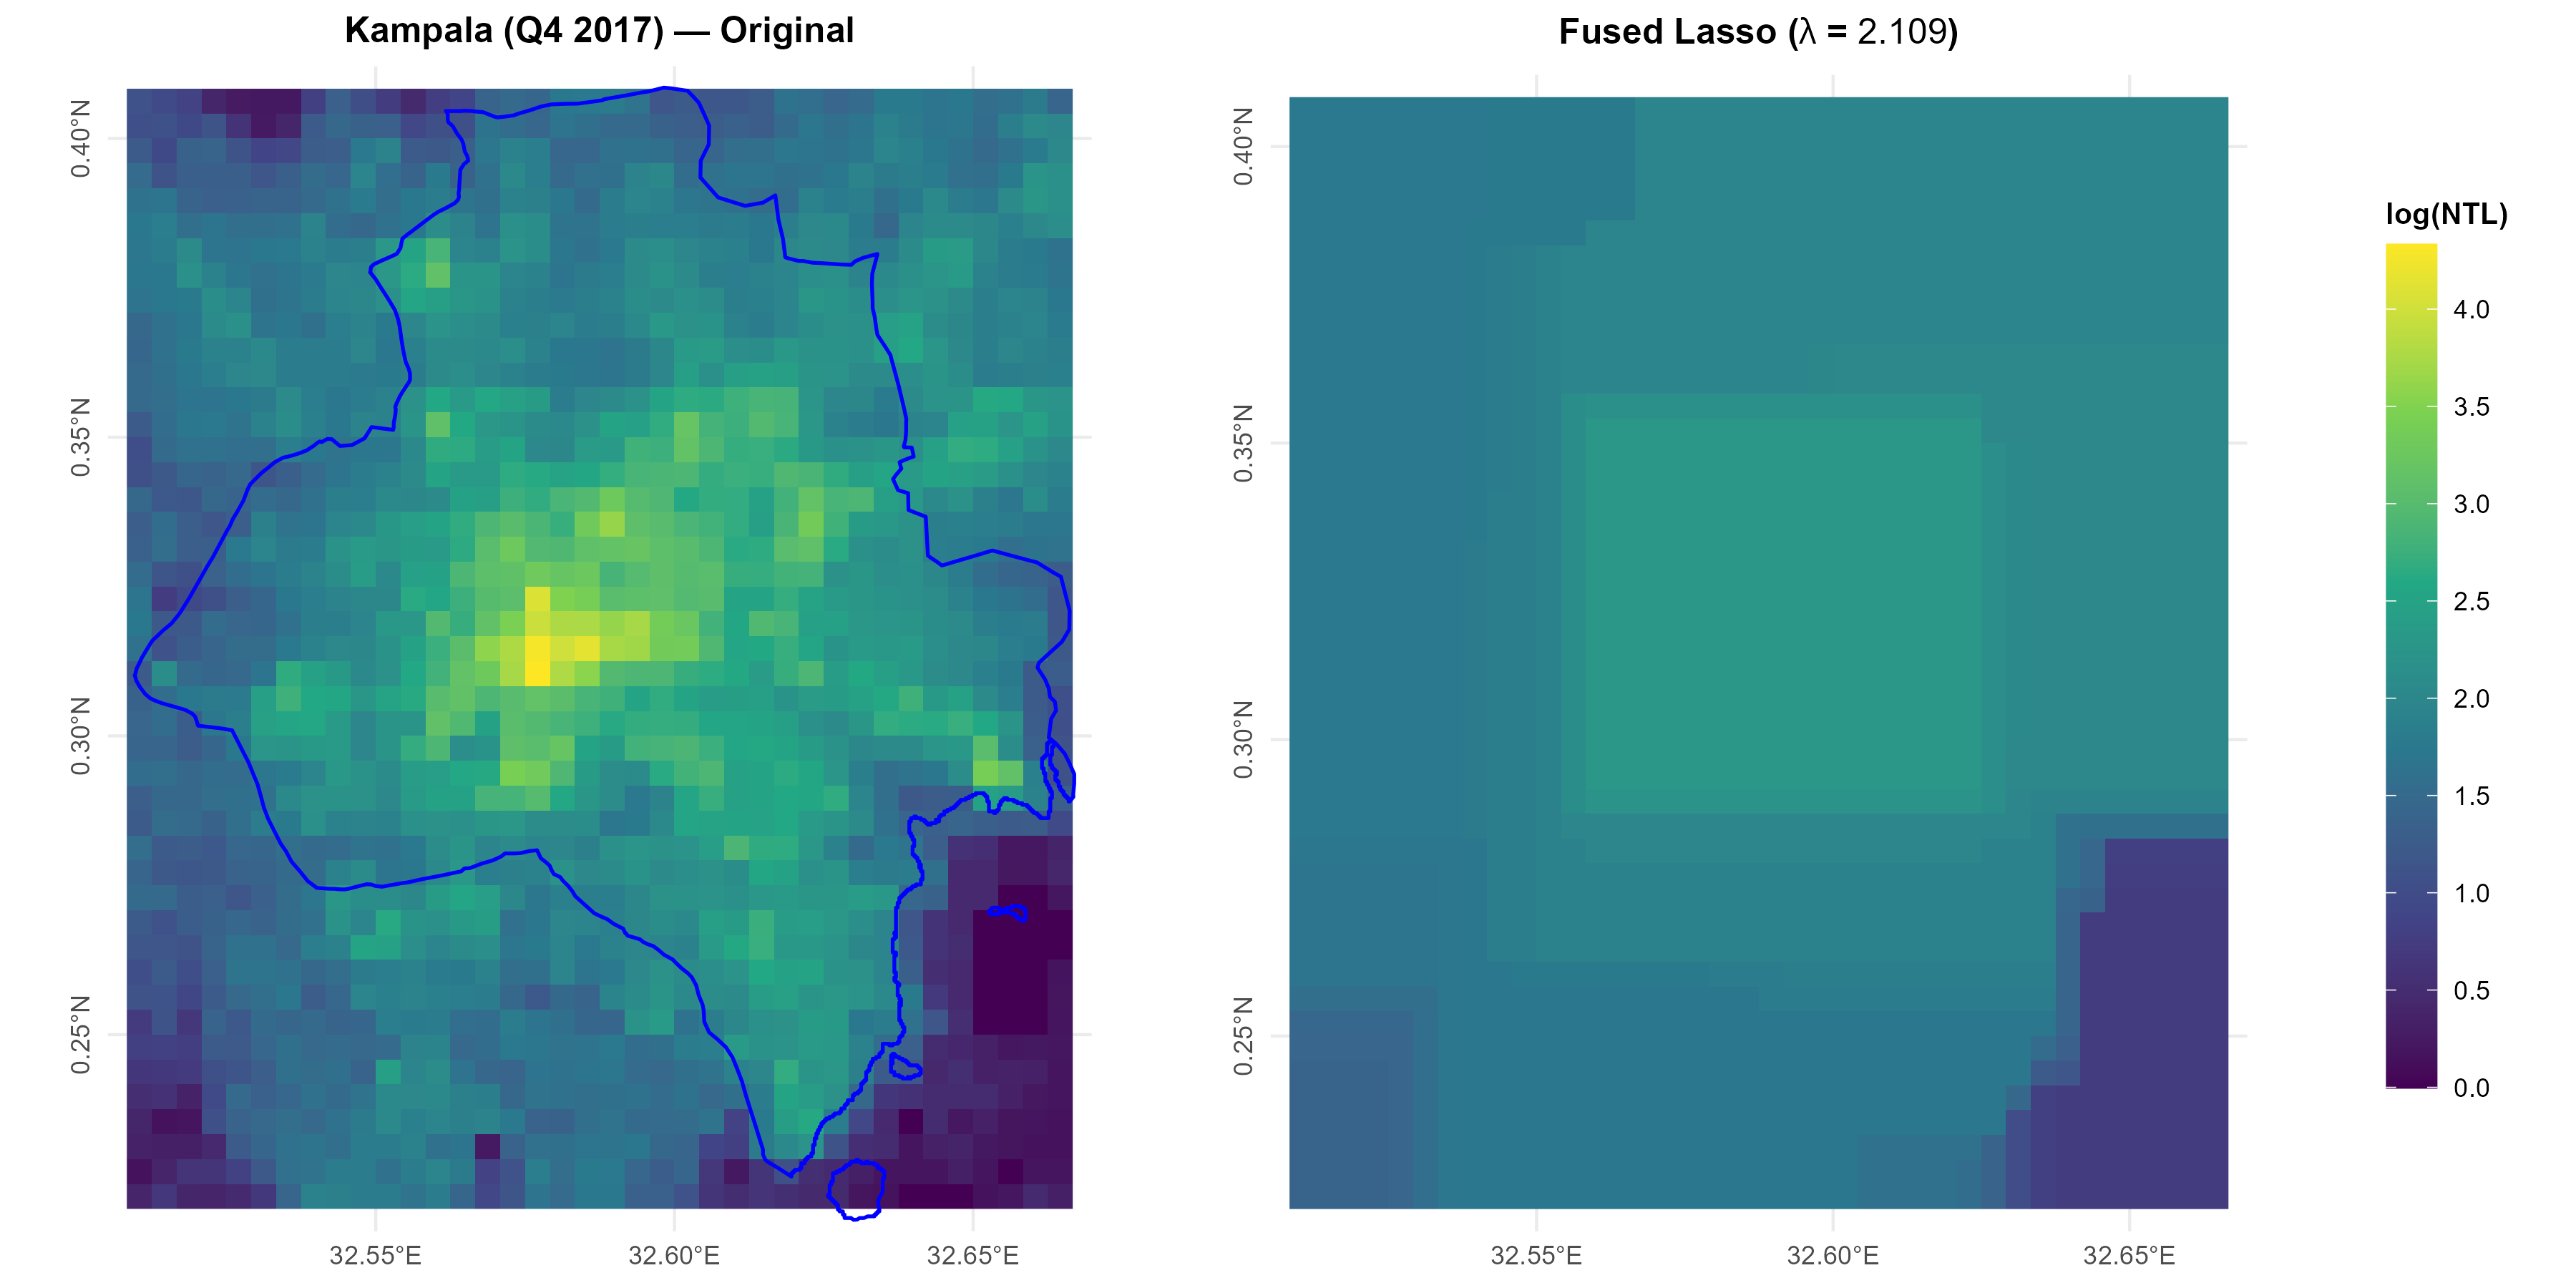 Kampala (Q4 2017) — Original
0.40°N
0.35°N
0.30°N
0.25°N
32.55°E
32.60°E
32.65°E
Fused Lasso (λ = 2.109)
0.40°N
0.35°N
0.30°N
0.25°N
32.55°E
32.60°E
32.65°E
log(NTL)
4.0
3.5
3.0
2.5
2.0
1.5
1.0
0.5
0.0